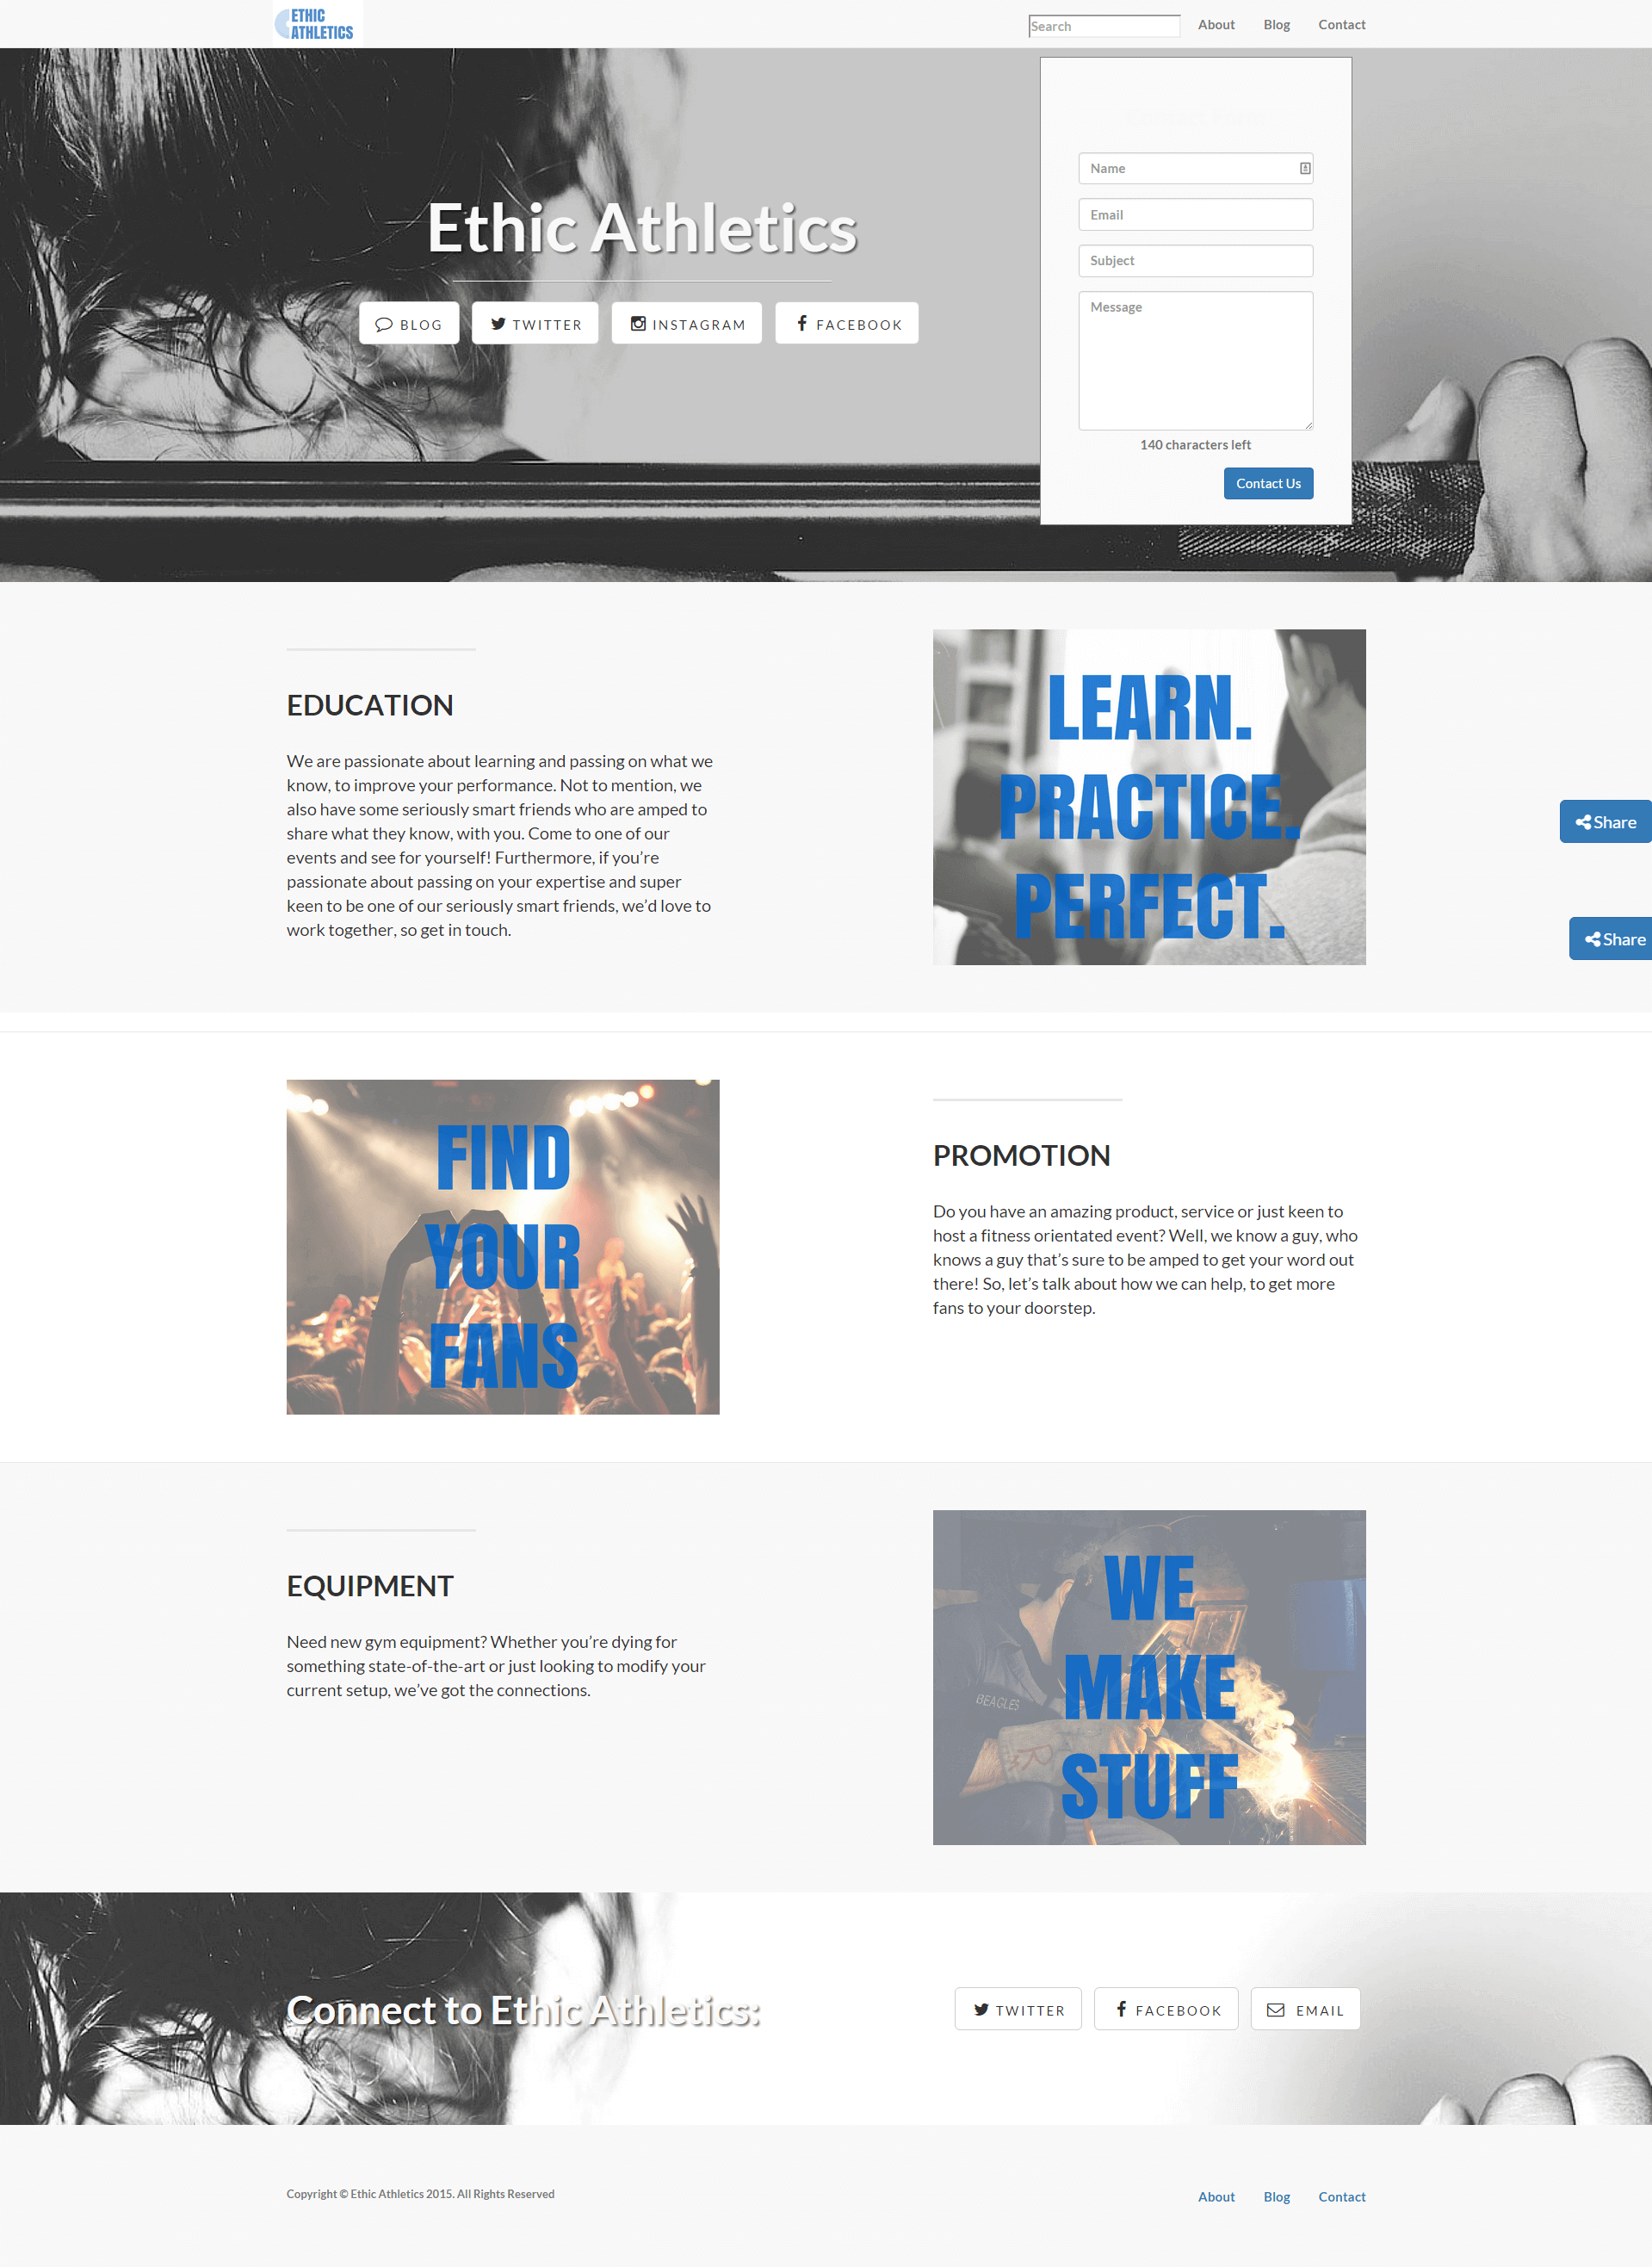 ETHIC
ATHLETICS
Search
About
Blog
Contact
Name
Email
Subject
Message
140 characters left
Contact Us
Ethic Athletics
BLOG
TWITTER
INSTAGRAM
FACEBOOK
EDUCATION
We are passionate about learning and passing on what we
know, to improve your performance. Not to mention, we
also have some seriously smart friends who are amped to
share what they know, with you. Come to one of our
events and see for yourself! Furthermore, if you’re
passionate about passing on your expertise and super
keen to be one of our seriously smart friends, we’d love to
work together, so get in touch.
LEARN.
PRACTICE.
PERFECT.
Share
Share
FIND
YOUR
FANS
PROMOTION
Do you have an amazing product, service or just keen to
host a fitness orientated event? Well, we know a guy, who
knows a guy that’s sure to be amped to get your word out
there! So, let’s talk about how we can help, to get more
fans to your doorstep.
EQUIPMENT
Need new gym equipment? Whether you’re dying for
something state-of-the-art or just looking to modify your
current setup, we’ve got the connections.
WE
MAKE
STUFF
BEAGLES
Connect to Ethic Athletics:
TWITTER
FACEBOOK
EMAIL
Copyright © Ethic Athletics 2015. All Rights Reserved
About
Blog
Contact